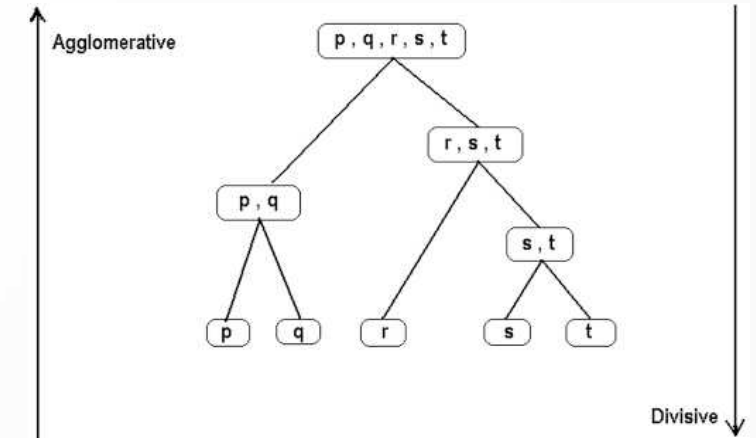 Agglomerative
p , q , r , s , t
r , s , t
p , q
s , t
p
q
r
s
t
Divisive